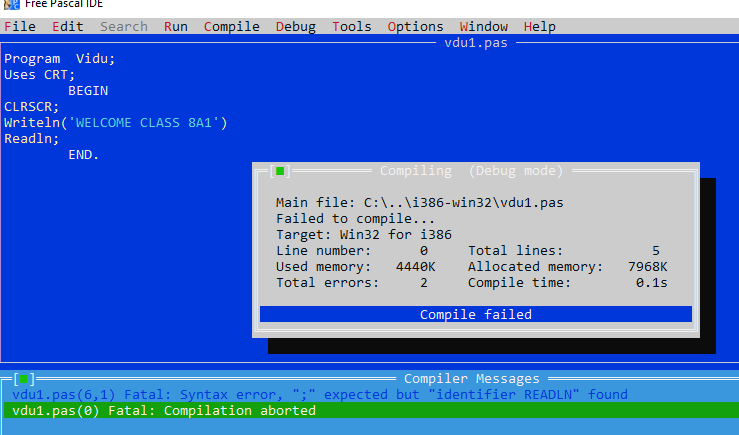 Free Pascal IDE
File Edit Search Run Compile Debug Tools Options Window Help
vdu1.pas
Program Vidu;
Uses CRT;
BEGIN
CLRSCR;
Writeln('WELCOME CLASS 8A1')
Readln;
END.
Compiling (Debug mode)
Main file: C:\..\i386-win32\vdu1.pas
Failed to compile...
Target: Win32 for i386
Line number: 0 Total lines: 5
Used memory: 4440K Allocated memory: 7968K
Total errors: 2 Compile time: 0.1s
Compile failed
Compiler Messages
vdu1.pas(6,1) Fatal: Syntax error, ";" expected but "identifier READLN" found
vdu1.pas(0) Fatal: Compilation aborted